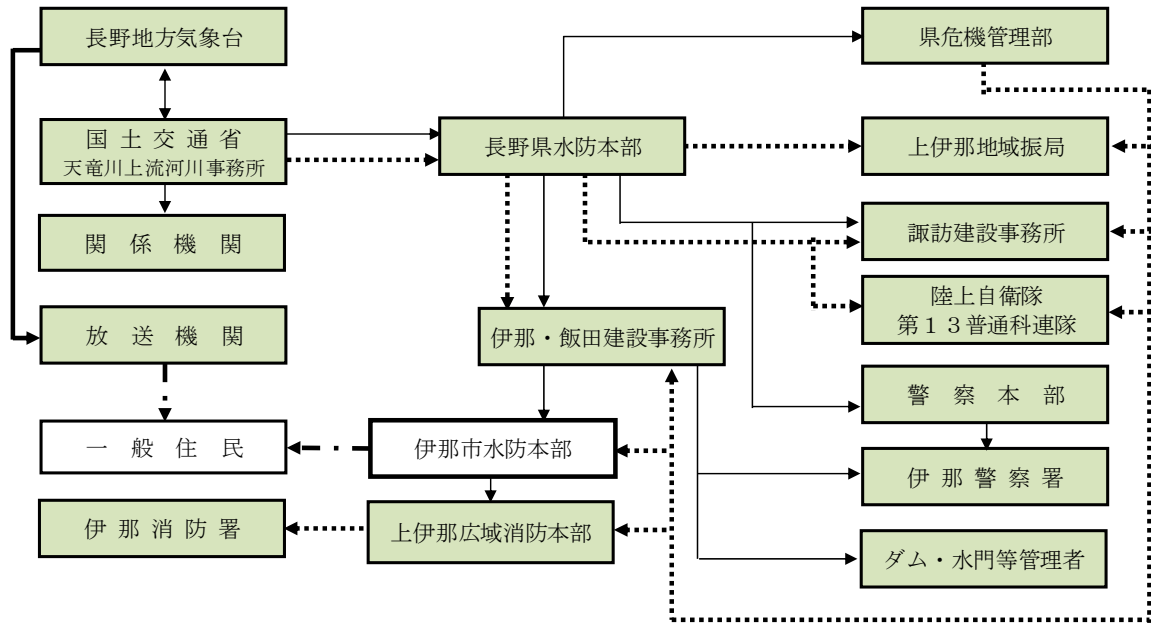 長野地方気象台
県危機管理部
国土交通省
天竜川上流河川事務所
長野県水防本部
上伊那地域振局
関係機関
諏訪建設事務所
陸上自衛隊
第１３普通科連隊
放送機関
伊那・飯田建設事務所
警察本部
一般住民
伊那市水防本部
伊那警察署
伊那消防署
上伊那広域消防本部
ダム・水門等管理者